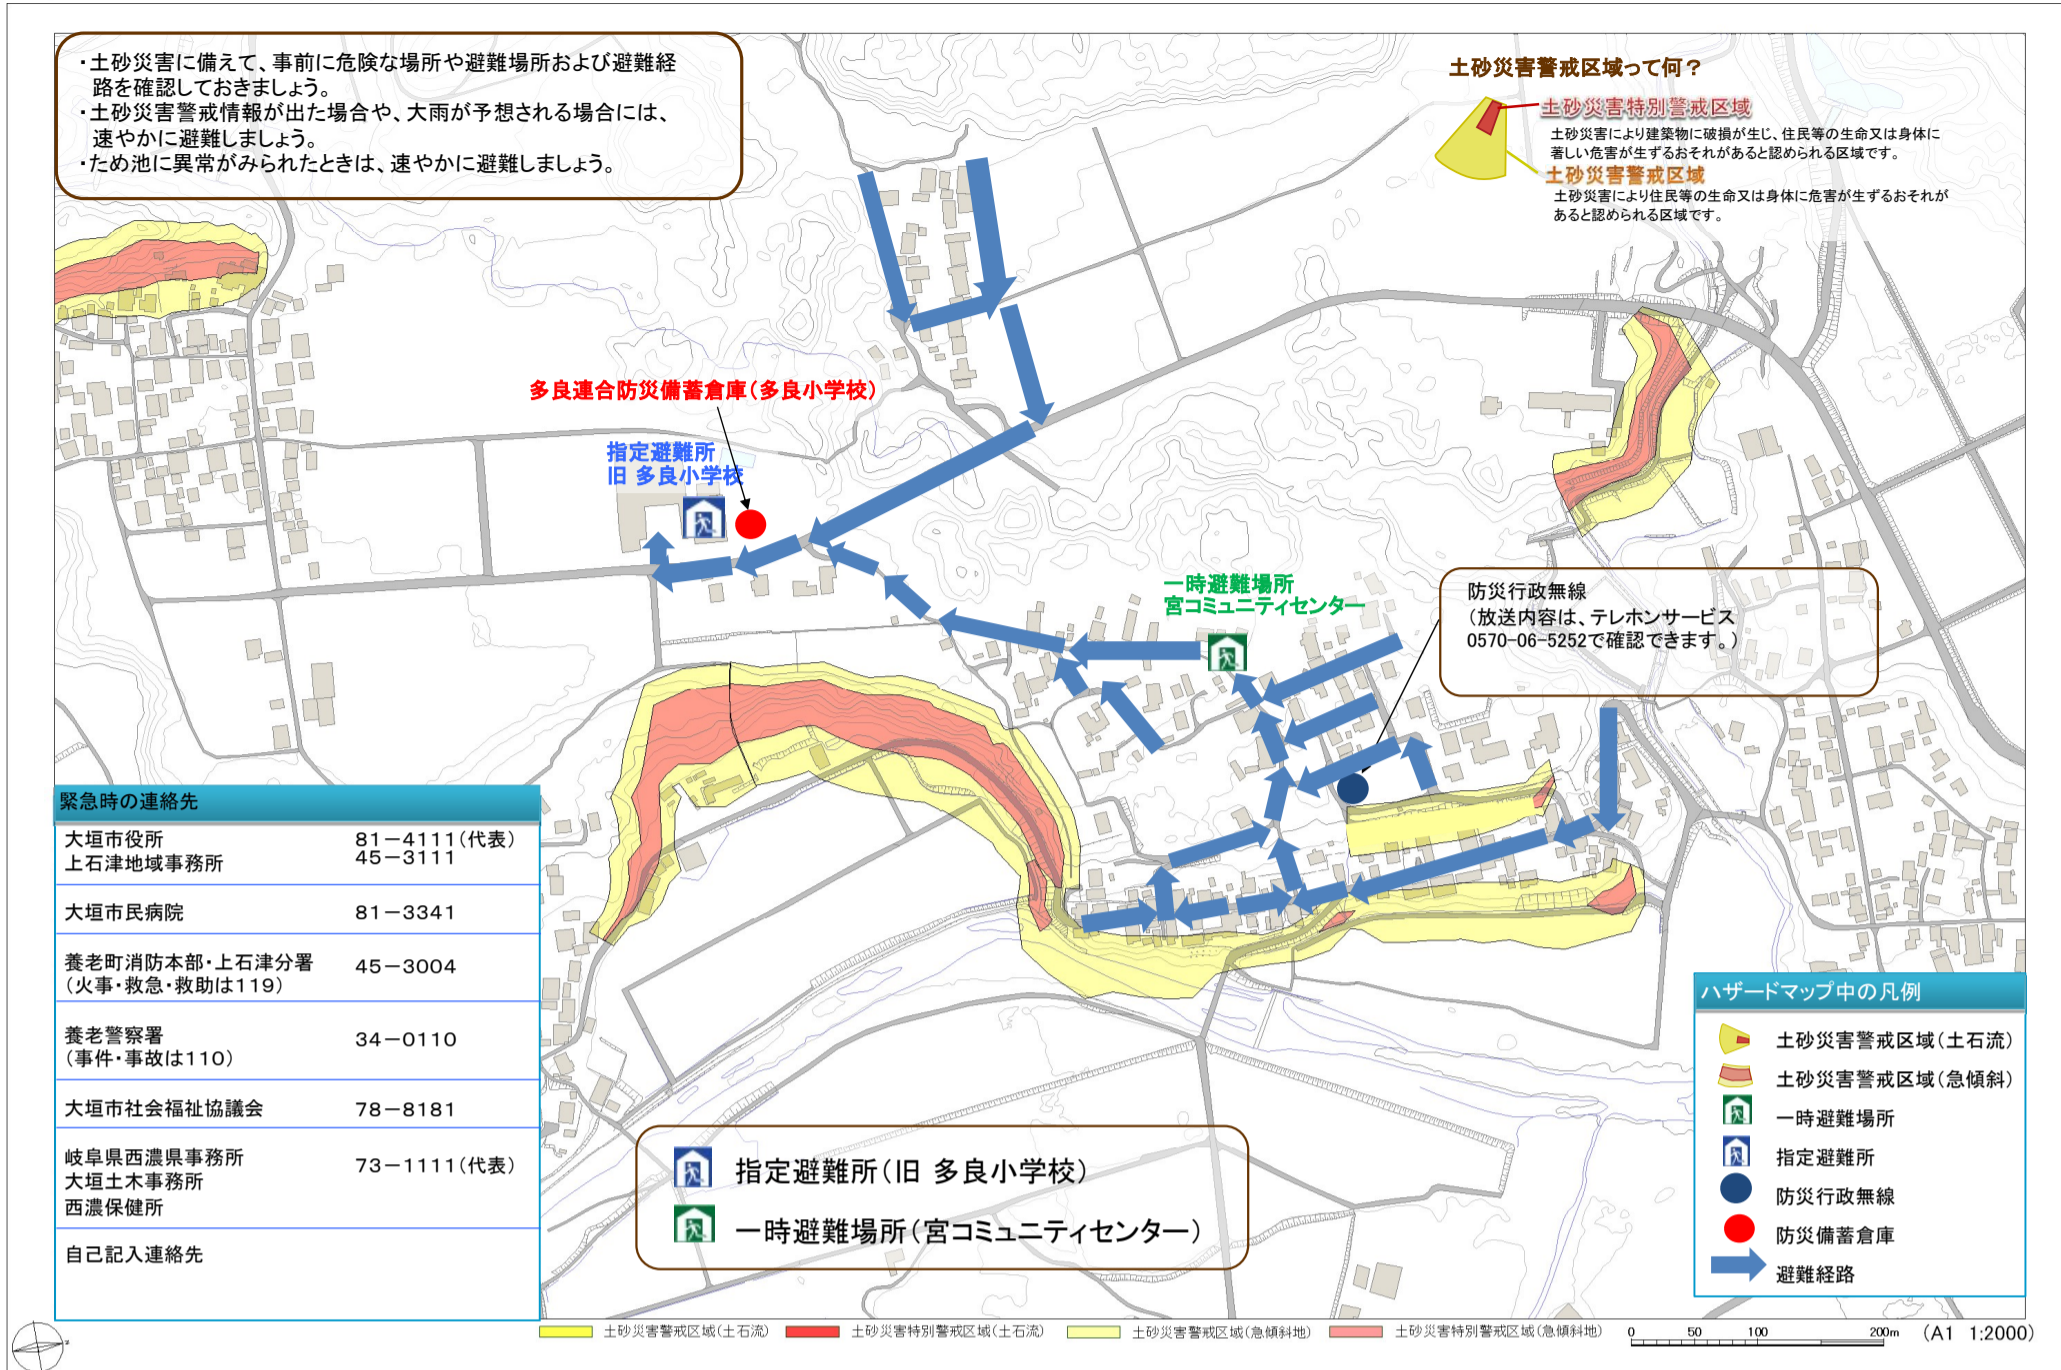 ・土砂災害に備えて、事前に危険な場所や避難場所および避難経
路を確認しておきましょう。
・土砂災害警戒情報が出た場合や、大雨が予想される場合には、
速やかに避難しましょう。
・ため池に異常がみられたときは、速やかに避難しましょう。
土砂災害警戒区域って何？
土砂災害特別警戒区域
土砂災害により建築物に破損が生じ、住民等の生命又は身体に
著しい危害が生ずるおそれがあると認められる区域です。
土砂災害警戒区域
土砂災害により住民等の生命又は身体に危害が生ずるおそれが
あると認められる区域です。
多良連合防災備蓄倉庫(多良小学校)
指定避難所
旧 多良小学校
一時避難場所
宮コミュニティセンター
防災行政無線
(放送内容は、テレホンサービス
0570-06-5252で確認できます。)
緊急時の連絡先
大垣市役所 81－4111(代表)
上石津地域事務所 45－3111
大垣市民病院 81－3341
養老町消防本部・上石津分署 45－3004
(火事・救急・救助は119)
養老警察署 34－0110
(事件・事故は110)
大垣市社会福祉協議会 78－8181
岐阜県西濃県事務所 73－1111(代表)
大垣土木事務所
西濃保健所
自己記入連絡先
指定避難所(旧 多良小学校)
一時避難場所(宮コミュニティセンター)
ハザードマップ中の凡例
土砂災害警戒区域(土石流)
土砂災害警戒区域(急傾斜)
一時避難場所
指定避難所
防災行政無線
防災備蓄倉庫
避難経路
土砂災害警戒区域(土石流) 土砂災害特別警戒区域(土石流) 土砂災害警戒区域(急傾斜地) 土砂災害特別警戒区域(急傾斜地)
0 50 100 200m (A1 1:2000)